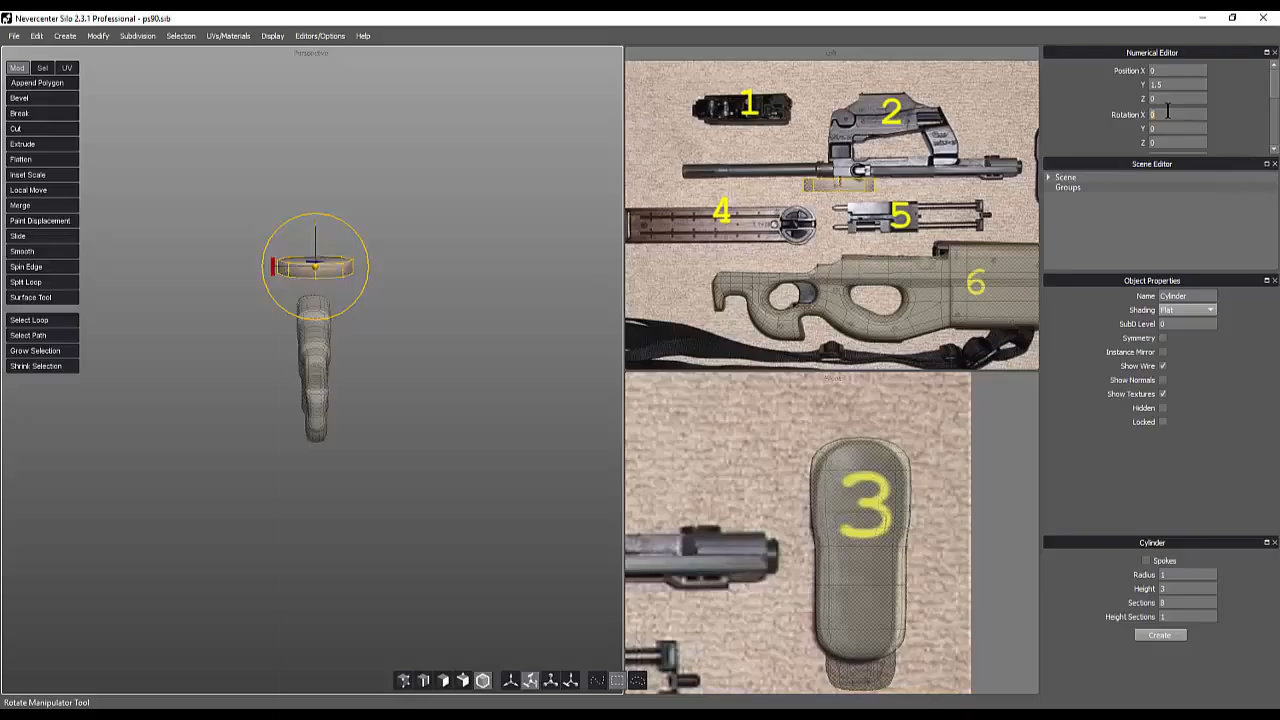 Nevercenter Silo 2.3.1 Professional - ps90.sib
File Edit Create Modify Subdivision Selection UVs/Materials Display Editors/Options Help
Perspective
Mod Sel UV
Append Polygon
Bevel
Break
Cut
Extrude
Flatten
Inset Scale
Local Move
Merge
Paint Displacement
Slide
Smooth
Spin Edge
Split Loop
Surface Tool
Select Loop
Select Path
Grow Selection
Shrink Selection
Left
1
2
4
5
6
3
Numerical Editor
Position X 0
Y 1.5
Z 0
Rotation X
Y 0
Z 0
Scene Editor
Scene
Groups
Object Properties
Name Cylinder
Shading Flat
SubD Level 0
Symmetry
Instance Mirror
Show Wire
Show Normals
Show Textures
Hidden
Locked
Cylinder
Spokes
Radius 1
Height 3
Sections 8
Height Sections 1
Create
Rotate Manipulator Tool